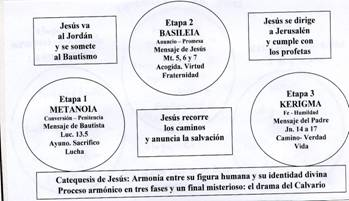 Jesús va
al Jordán
y se somete
al Bautismo
Etapa 2
BASILEIA
Anuncio – Promesa
Mensaje de Jesús
Mt. 5, 6 y 7
Acogida. Virtud
Fraternidad
Jesús se dirige
a Jerusalén
y cumple con
los profetas
Etapa 1
METANOIA
Conversión – Penitencia
Mensaje de Bautista
Luc. 13.5
Ayuno. Sacrifico
Lucha
Jesús recorre
los caminos
y anuncia la salvación
Etapa 3
KERIGMA
Fe - Humildad
Mensaje del Padre
Jn. 14 a 17
Camino- Verdad
Vida
Catequesis de Jesús: Armonía entre su figura humana y su identidad divina
Proceso armónico en tres fases y un final misterioso: el drama del Calvario